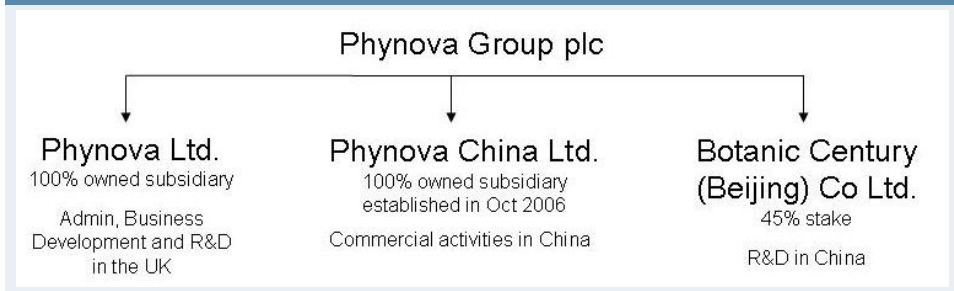 Phynova Group plc
Phynova Ltd.
100% owned subsidiary
Admin, Business
Development and R&D
in the UK
Phynova China Ltd.
100% owned subsidiary
established in Oct 2006
Commercial activities in China
Botanic Century
(Beijing) Co Ltd.
45% stake
R&D in China